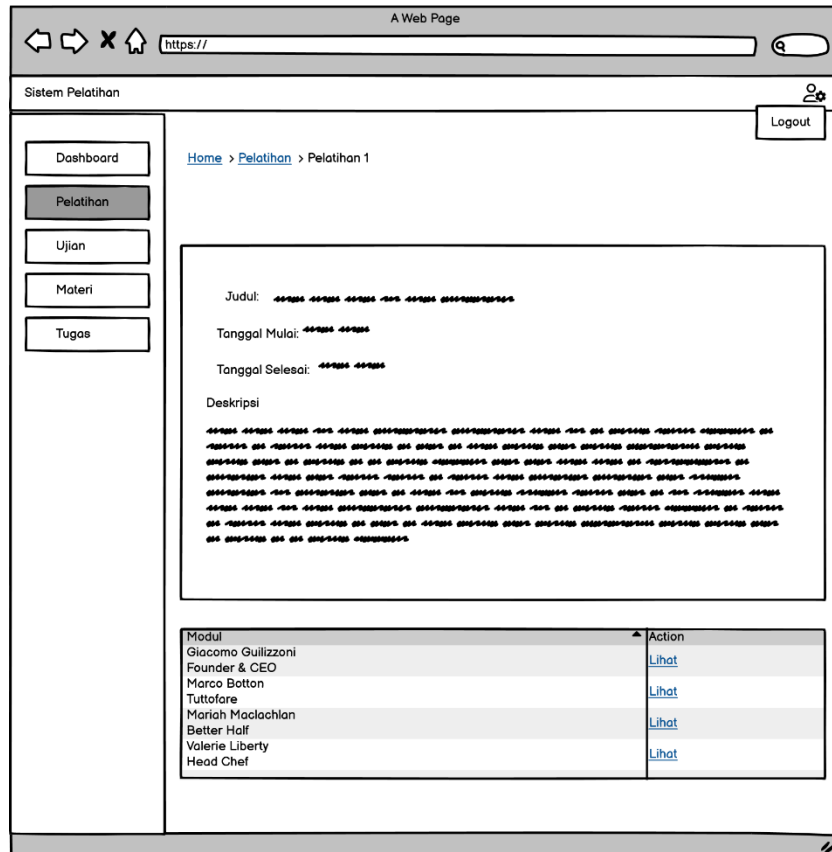 A Web Page
https://
Sistem Pelatihan
Logout
Dashboard
Pelatihan
Ujian
Materi
Tugas
Home > Pelatihan > Pelatihan 1
Judul:
Tanggal Mulai:
Tanggal Selesai:
Deskripsi
Modul Action
Giacomo Guilizzoni
Founder & CEO
Lihat
Marco Botton
Tuttofare
Lihat
Mariah Maclachlan
Better Half
Lihat
Valerie Liberty
Head Chef
Lihat